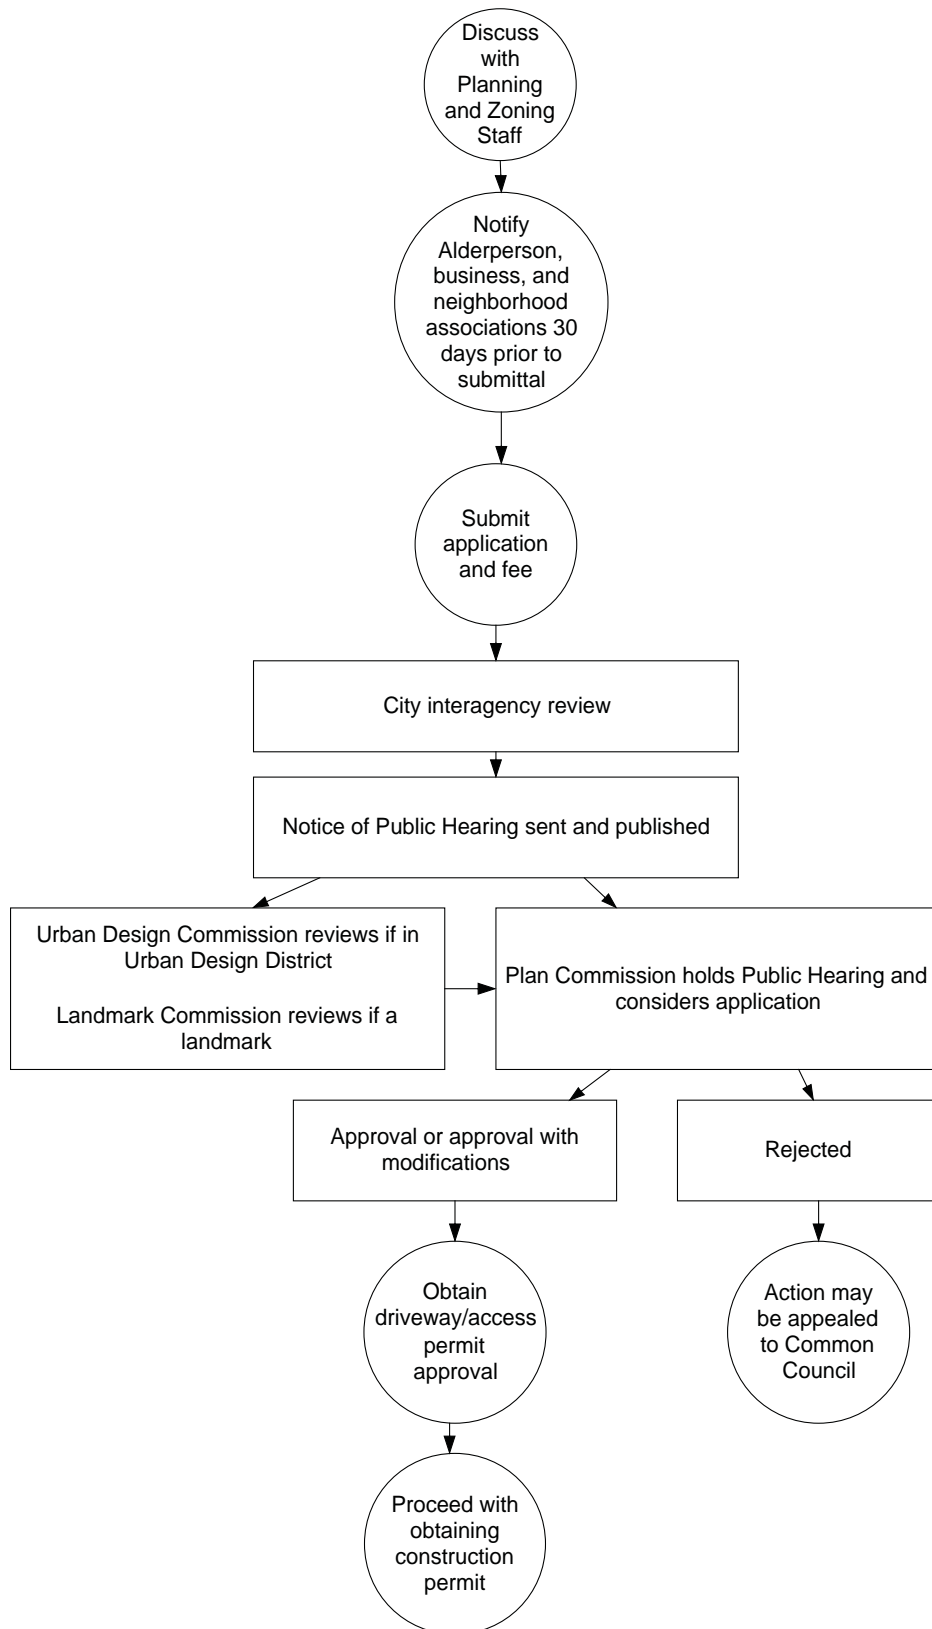 Discuss
with
Planning
and Zoning
Staff
Notify
Alderperson,
business, and
neighborhood
associations 30
days prior to
submittal
Submit
application
and fee
City interagency review
Notice of Public Hearing sent and published
Urban Design Commission reviews if in
Urban Design District
Landmark Commission reviews if a
landmark
Plan Commission holds Public Hearing and
considers application
Approval or approval with
modifications
Rejected
Obtain
driveway/access
permit
approval
Action may
be appealed
to Common
Council
Proceed with
obtaining
construction
permit